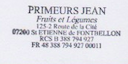 PRIMEURS JEAN
Fruits et Légumes
125-2 Route de la Cité
07200 St ETIENNE de FONTBELLON
RCS B 388 794 927
FR 48 388 794 927 00011